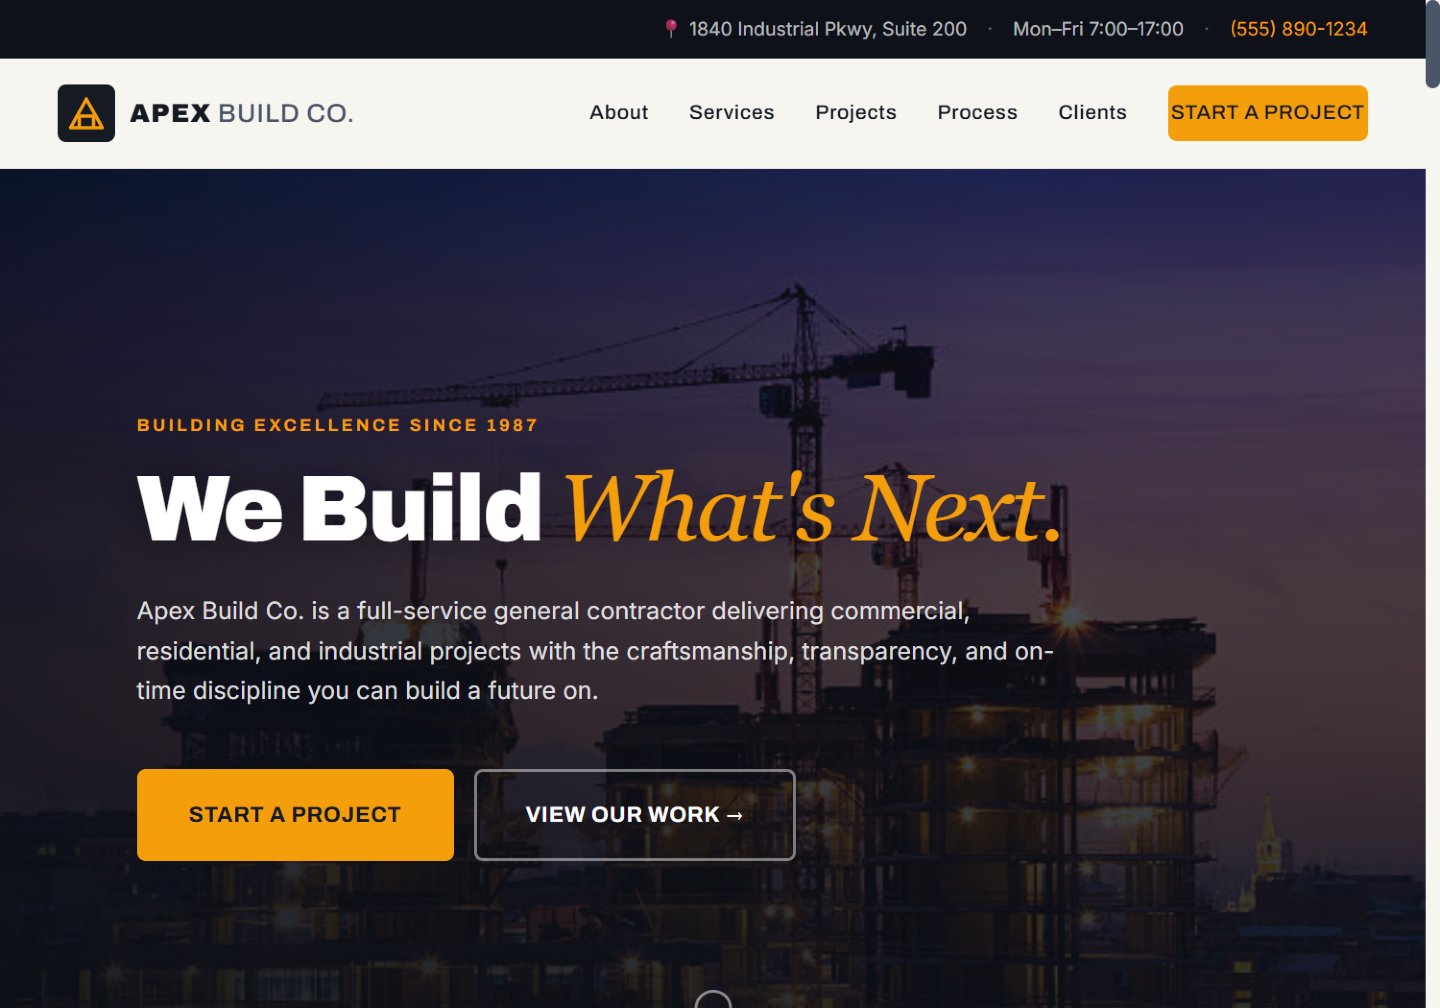 📍 1840 Industrial Pkwy, Suite 200 · Mon–Fri 7:00–17:00 · (555) 890-1234
APEX BUILD CO.
About Services Projects Process Clients START A PROJECT
BUILDING EXCELLENCE SINCE 1987
We Build What's Next.
Apex Build Co. is a full-service general contractor delivering commercial,
residential, and industrial projects with the craftsmanship, transparency, and on-
time discipline you can build a future on.
START A PROJECT
VIEW OUR WORK →